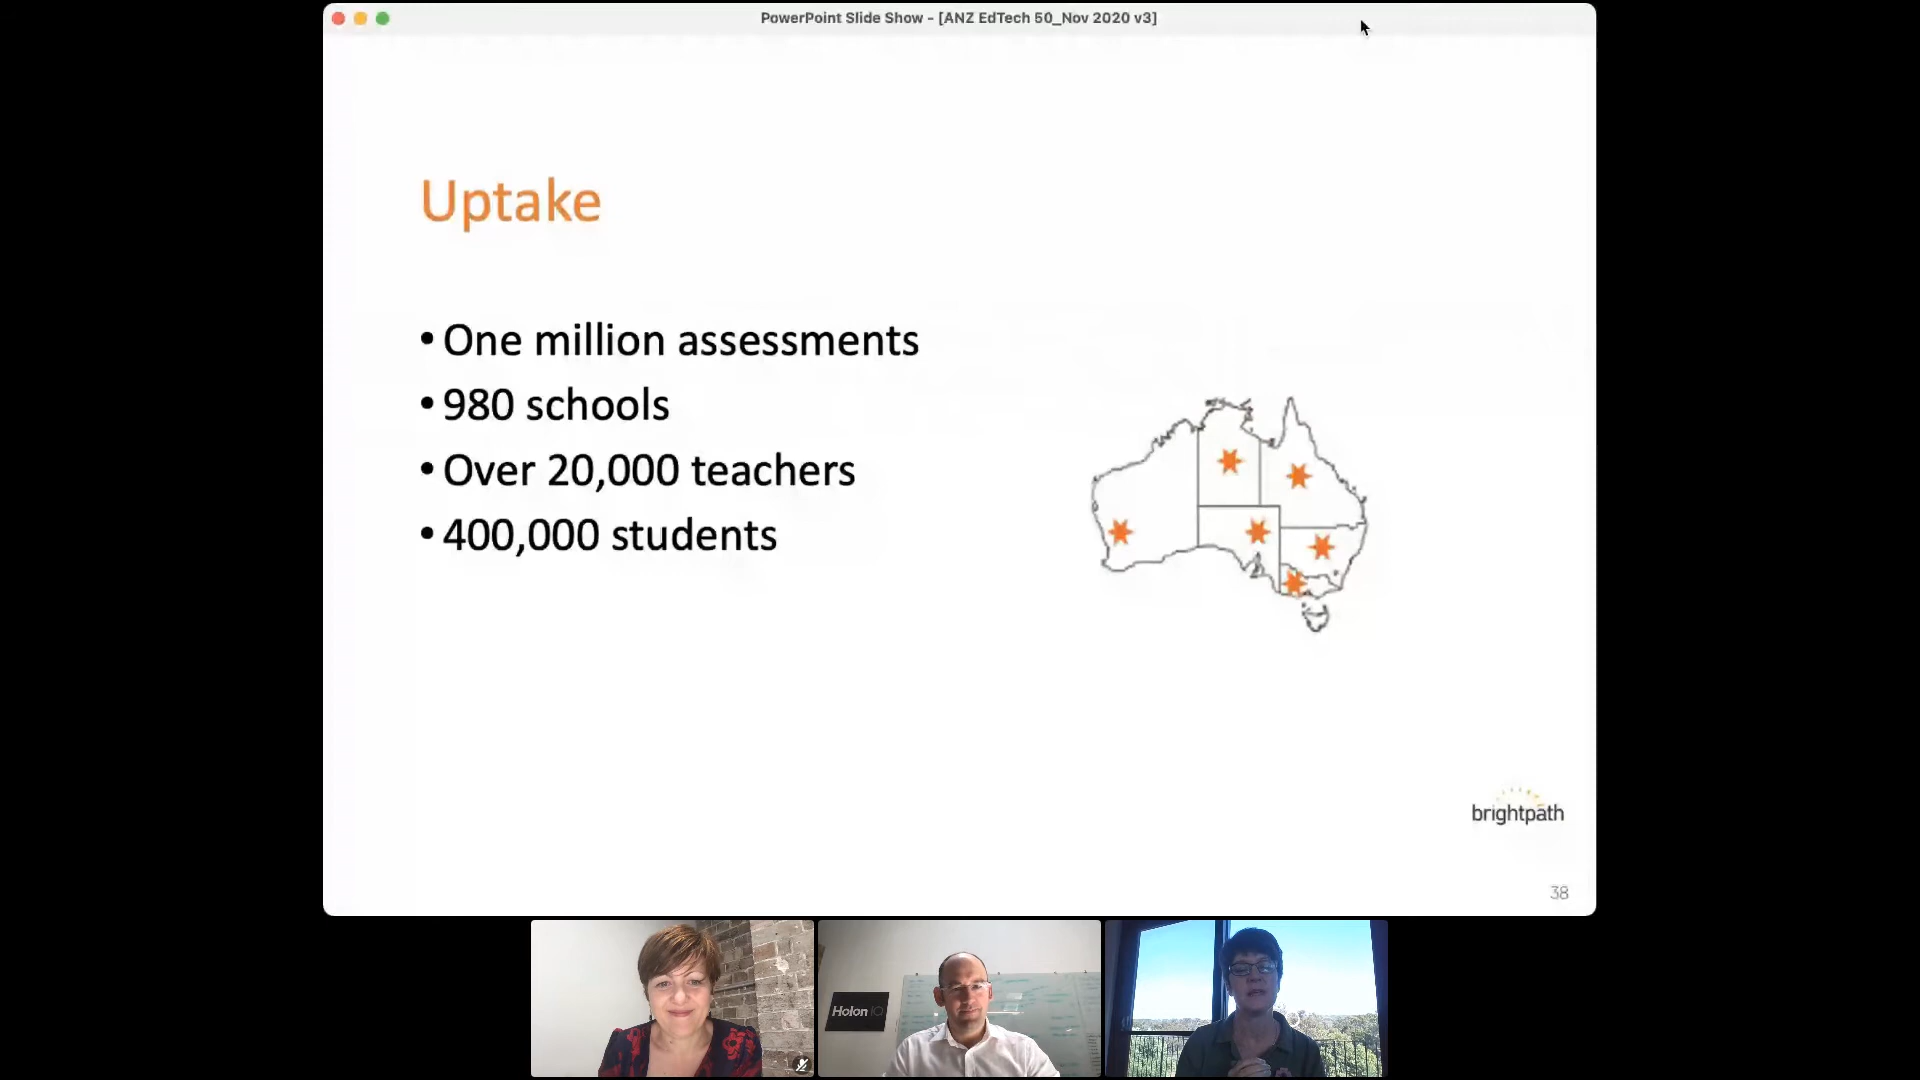 PowerPoint Slide Show - [ANZ EdTech 50_Nov 2020 v3]
Uptake
• One million assessments
• 980 schools
• Over 20,000 teachers
• 400,000 students
brightpath
38
Holon IQ